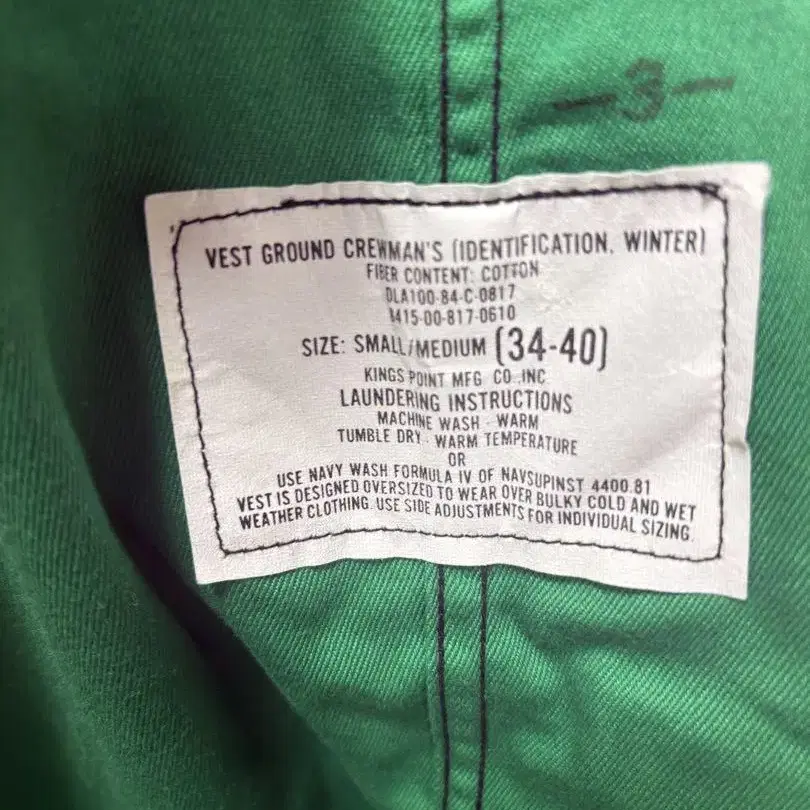 -3-
VEST GROUND CREWMAN'S (IDENTIFICATION. WINTER)
FIBER CONTENT: COTTON
DLA100-84-C-0817
8415-00-817-0610
SIZE: SMALL/MEDIUM (34-40)
KINGS POINT MFG CO.,INC
LAUNDERING INSTRUCTIONS
MACHINE WASH - WARM
TUMBLE DRY - WARM TEMPERATURE
OR
USE NAVY WASH FORMULA IV OF NAVSUPINST 4400.81
VEST IS DESIGNED OVERSIZED TO WEAR OVER BULKY COLD AND WET
WEATHER CLOTHING. USE SIDE ADJUSTMENTS FOR INDIVIDUAL SIZING.